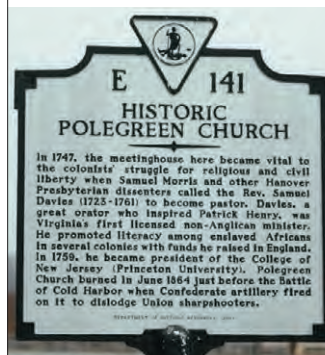 E 141
HISTORIC
POLEGREEN CHURCH
In 1747, the meetinghouse here became vital to
the colonists' struggle for religious and civil
liberty when Samuel Morris and other Hanover
Presbyterian dissenters called the Rev. Samuel
Davies (1723-1761) to become pastor. Davies, a
great orator who inspired Patrick Henry, was
Virginia's first licensed non-Anglican minister.
He promoted literacy among enslaved Africans
in several colonies with funds he raised in England.
In 1759, he became president of the College of
New Jersey (Princeton University). Polegreen
Church burned in June 1864 just before the Battle
of Cold Harbor when Confederate artillery fired
on it to dislodge Union sharpshooters.
DEPARTMENT OF HISTORIC RESOURCES,